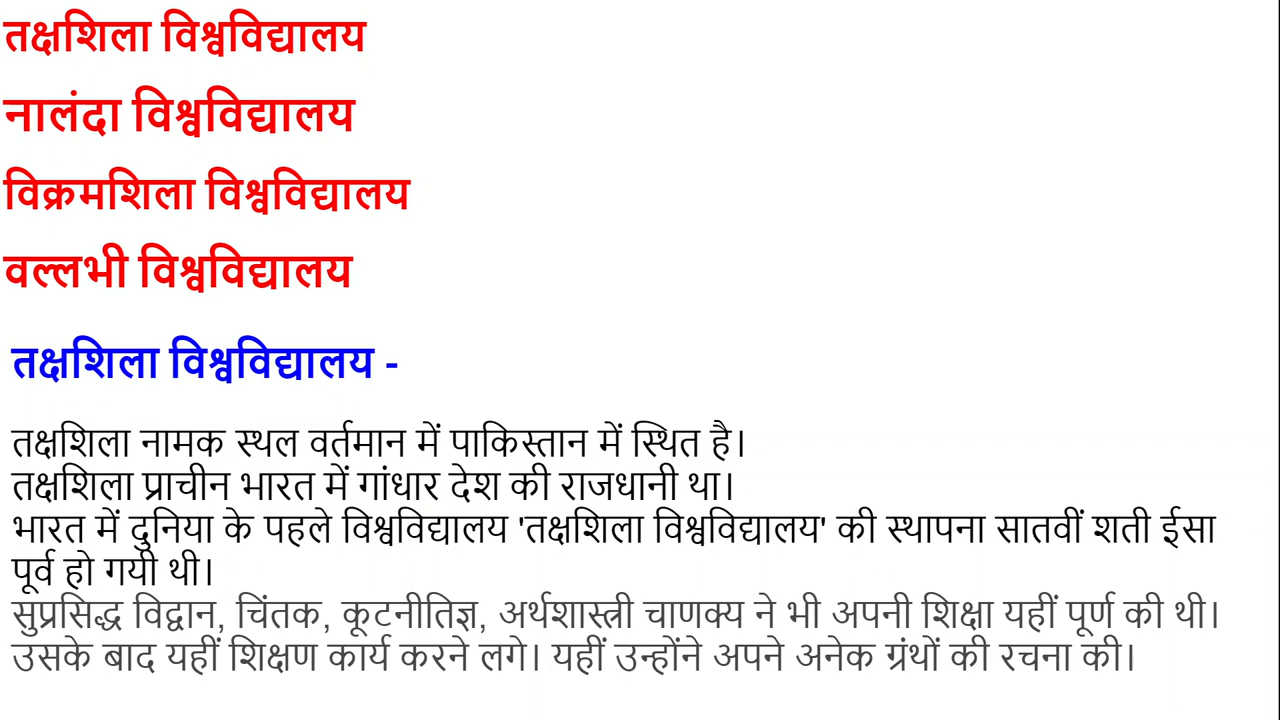 तक्षशिला विश्वविद्यालय
नालंदा विश्वविद्यालय
विक्रमशिला विश्वविद्यालय
वल्लभी विश्वविद्यालय
तक्षशिला विश्वविद्यालय -
तक्षशिला नामक स्थल वर्तमान में पाकिस्तान में स्थित है।
तक्षशिला प्राचीन भारत में गांधार देश की राजधानी था।
भारत में दुनिया के पहले विश्वविद्यालय 'तक्षशिला विश्वविद्यालय' की स्थापना सातवीं शती ईसा
पूर्व हो गयी थी।
सुप्रसिद्ध विद्वान, चिंतक, कूटनीतिज्ञ, अर्थशास्त्री चाणक्य ने भी अपनी शिक्षा यहीं पूर्ण की थी।
उसके बाद यहीं शिक्षण कार्य करने लगे। यहीं उन्होंने अपने अनेक ग्रंथों की रचना की।